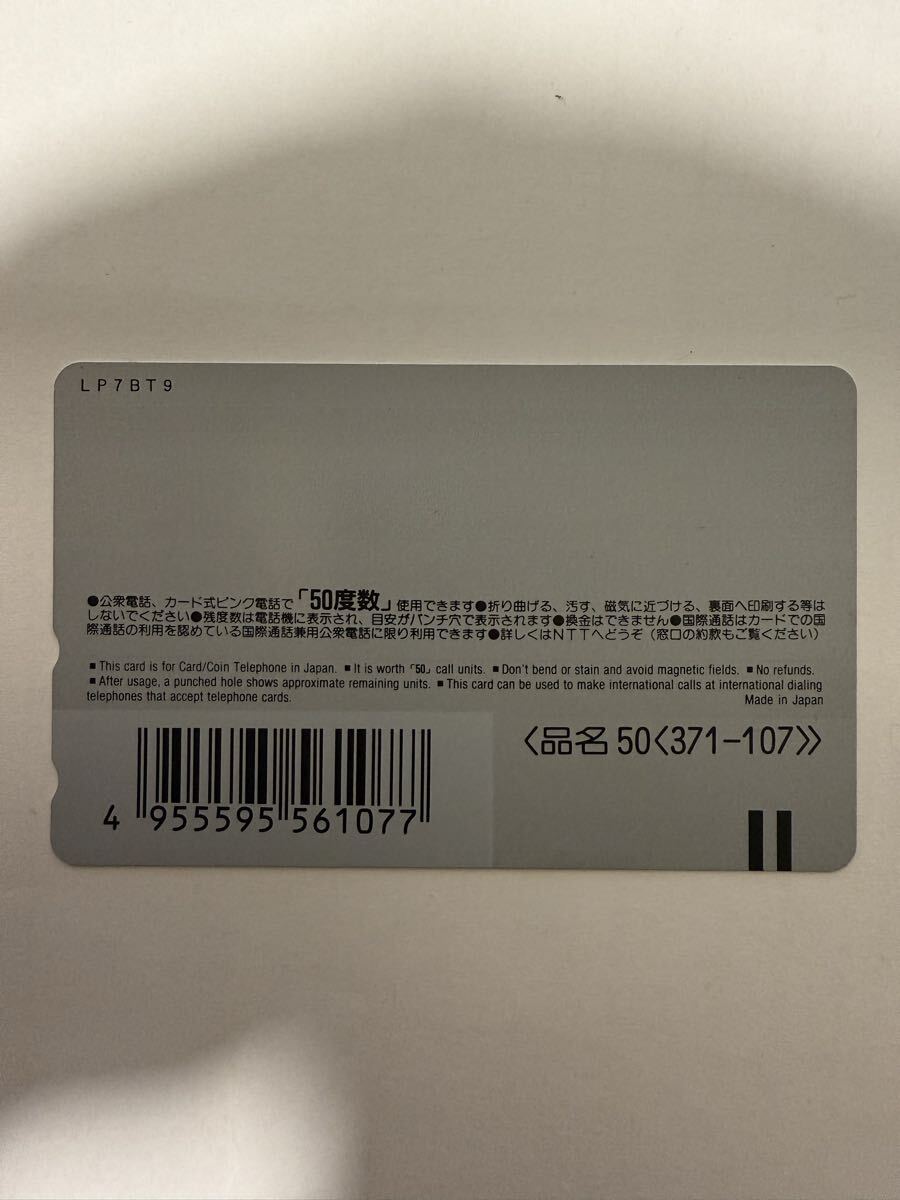 LP7BT9
●公衆電話、カード式ピンク電話で「50度数」使用できます●折り曲げる、汚す、磁気に近づける、裏面へ印刷する等は
しないでください●残度数は電話機に表示され、目安がパンチ穴で表示されます●換金はできません●国際通話はカードでの国
際通話の利用を認めている国際通話兼用公衆電話に限り利用できます●詳しくはNTTへどうぞ（窓口の約款もご覧ください）
■ This card is for Card/Coin Telephone in Japan. ■ It is worth「50」call units. ■ Don't bend or stain and avoid magnetic fields. ■ No refunds.
■ After usage, a punched hole shows approximate remaining units. ■ This card can be used to make international calls at international dialing
telephones that accept telephone cards. Made in Japan
〈品名 50〈371-107〉〉
4 955595 561077